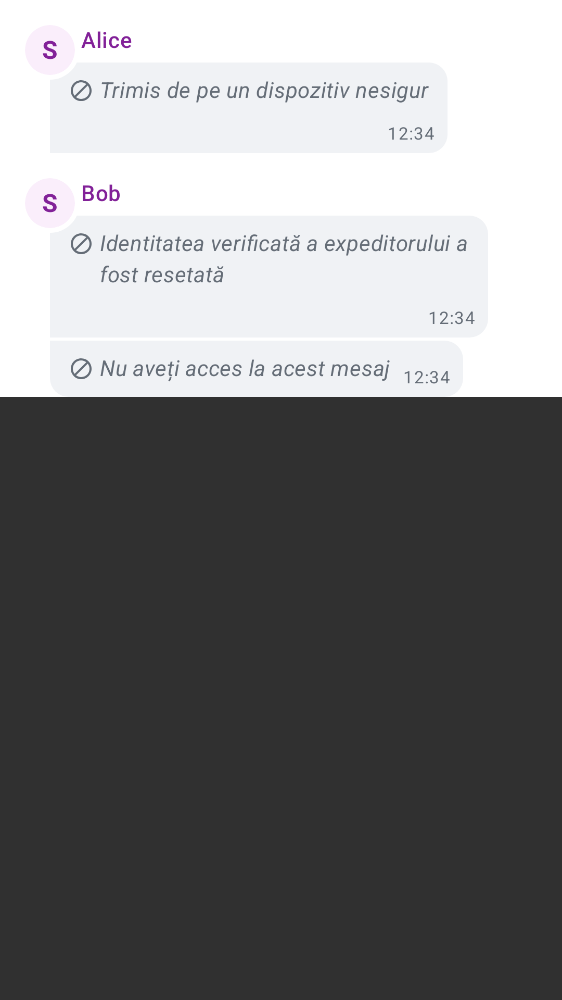 S
Alice
Trimis de pe un dispozitiv nesigur
12:34
S
Bob
Identitatea verificată a expeditorului a
fost resetată
12:34
Nu aveți acces la acest mesaj 12:34